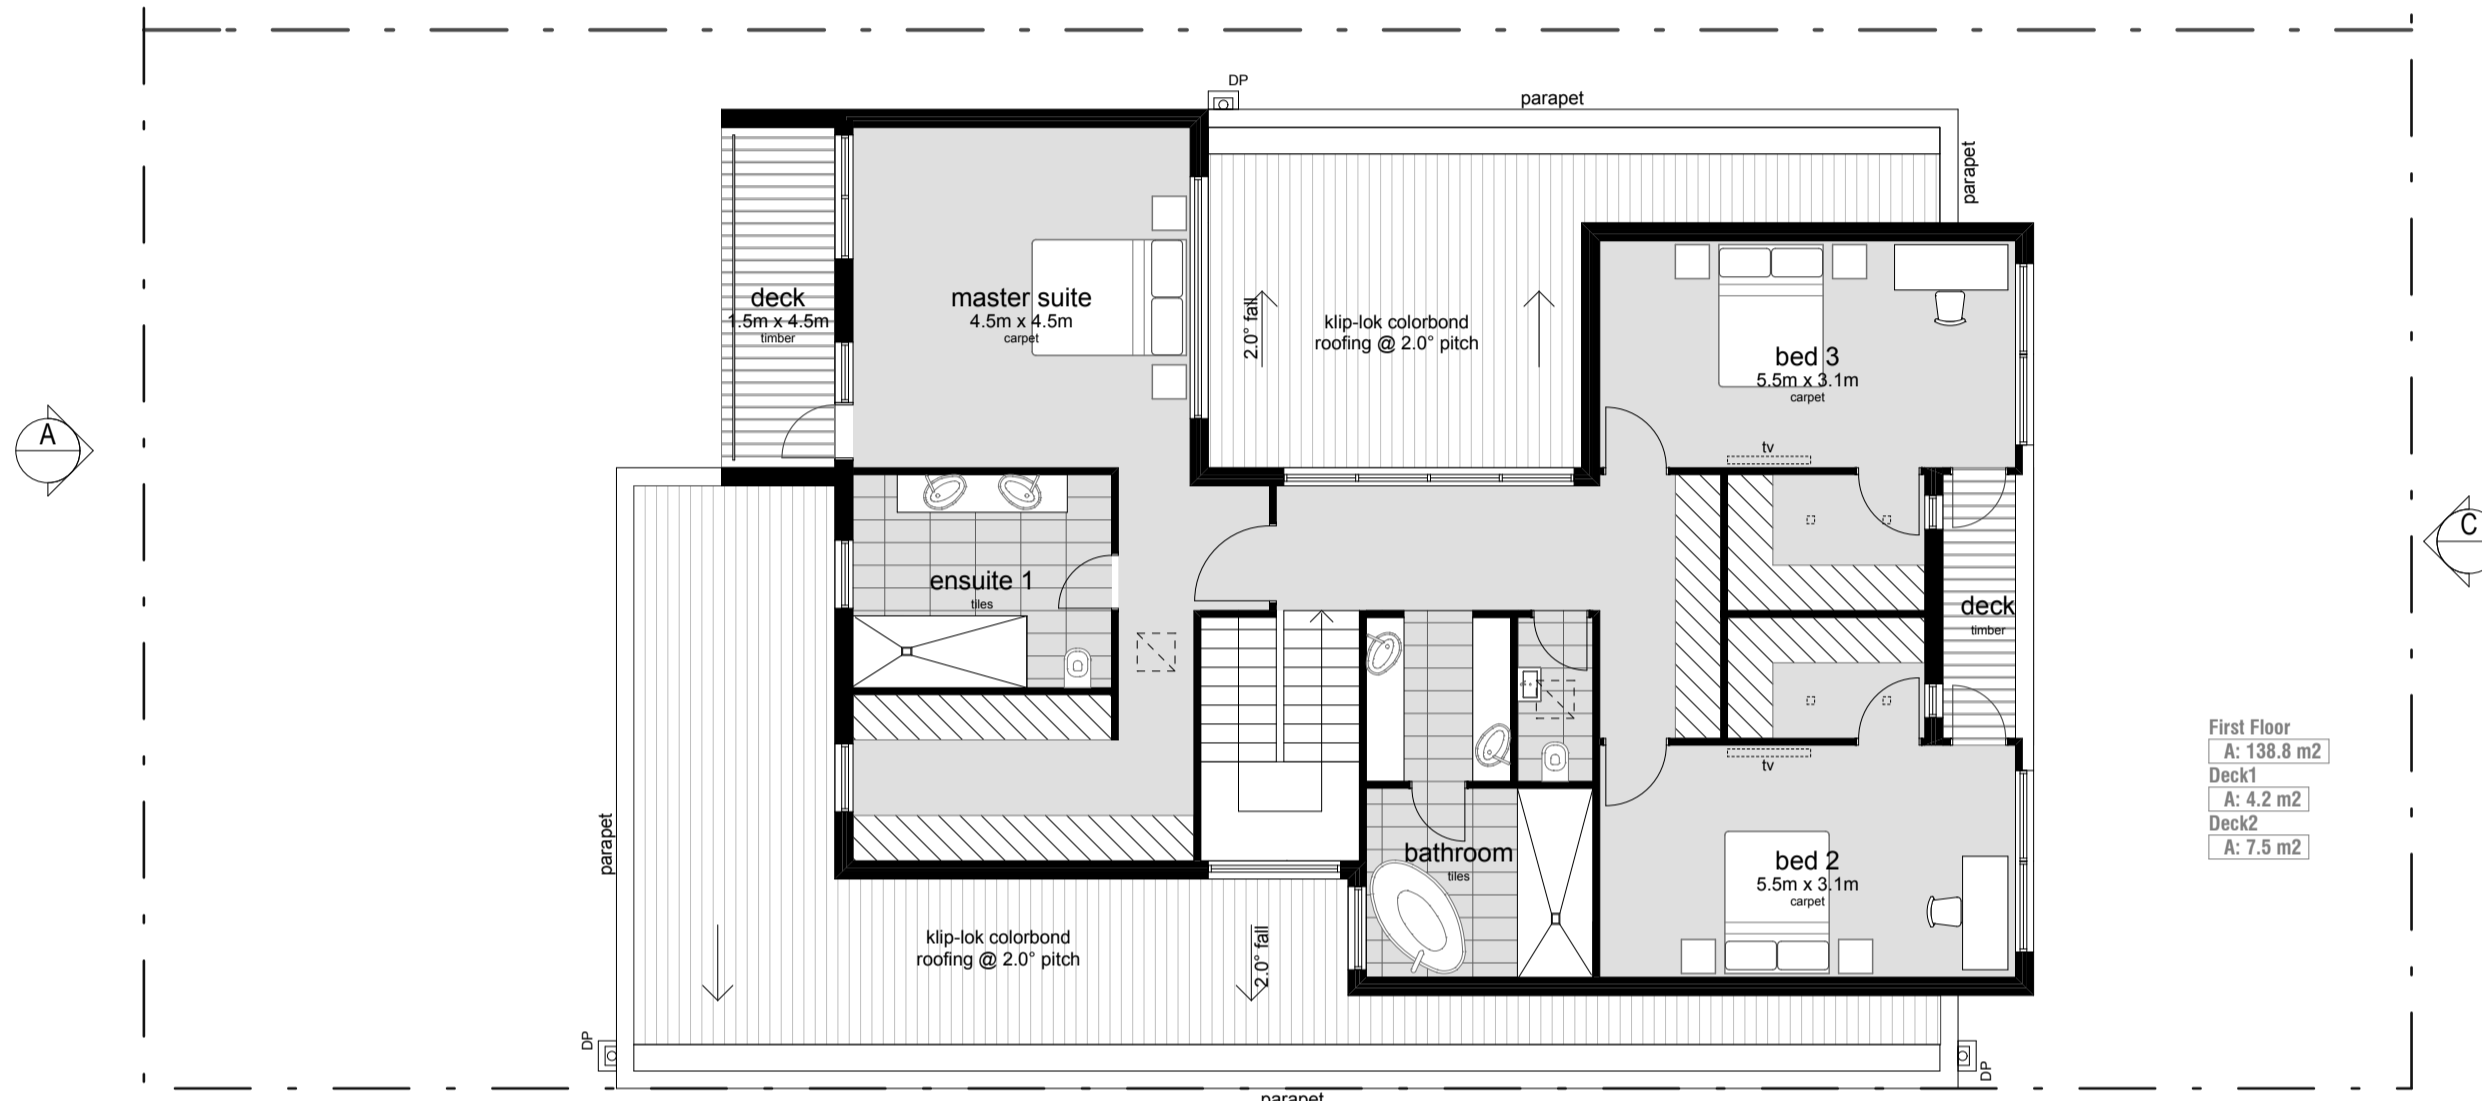 DP
parapet
parapet
deck
1.5m x 4.5m
timber
master suite
4.5m x 4.5m
carpet
2.0° fall
klip-lok colorbond
roofing @ 2.0° pitch
bed 3
5.5m x 3.1m
carpet
tv
A
C
ensuite 1
tiles
deck
timber
First Floor
A: 138.8 m2
Deck1
A: 4.2 m2
Deck2
A: 7.5 m2
tv
parapet
bathroom
tiles
bed 2
5.5m x 3.1m
carpet
klip-lok colorbond
roofing @ 2.0° pitch
2.0° fall
DP
DP
parapet